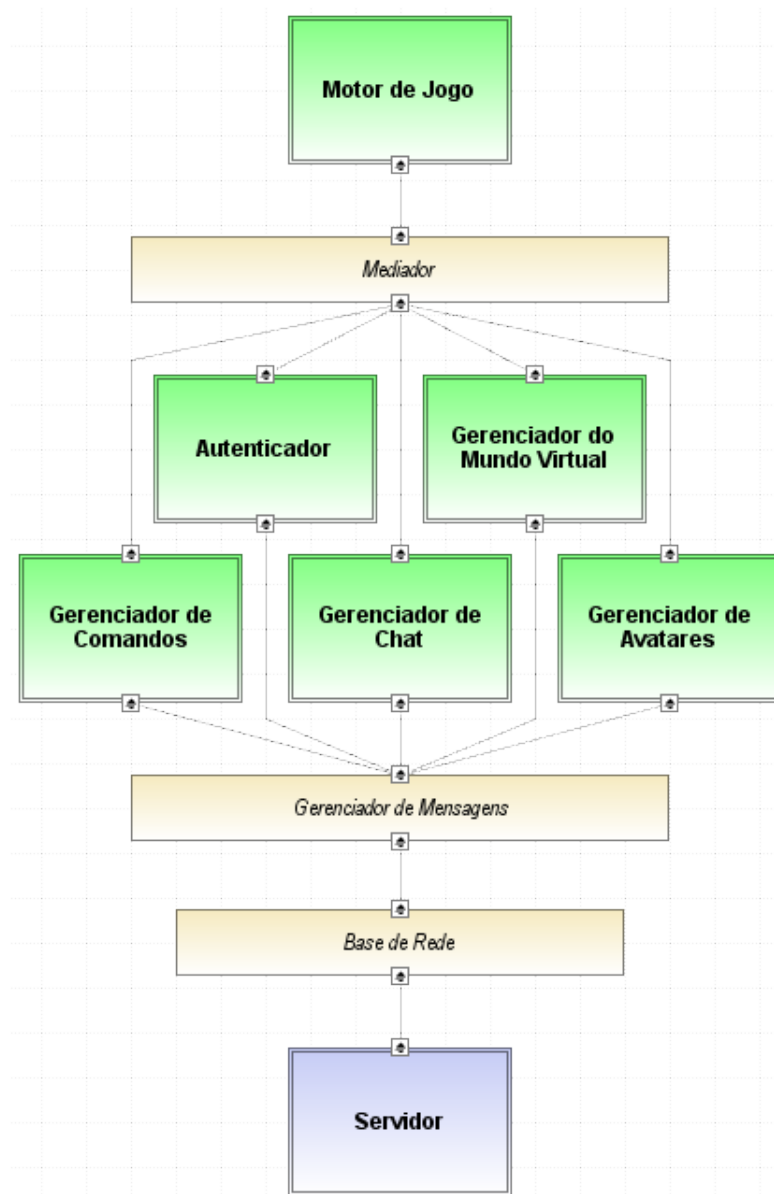 Motor de Jogo
Mediador
Autenticador
Gerenciador do
Mundo Virtual
Gerenciador de
Comandos
Gerenciador de
Chat
Gerenciador de
Avatares
Gerenciador de Mensagens
Base de Rede
Servidor